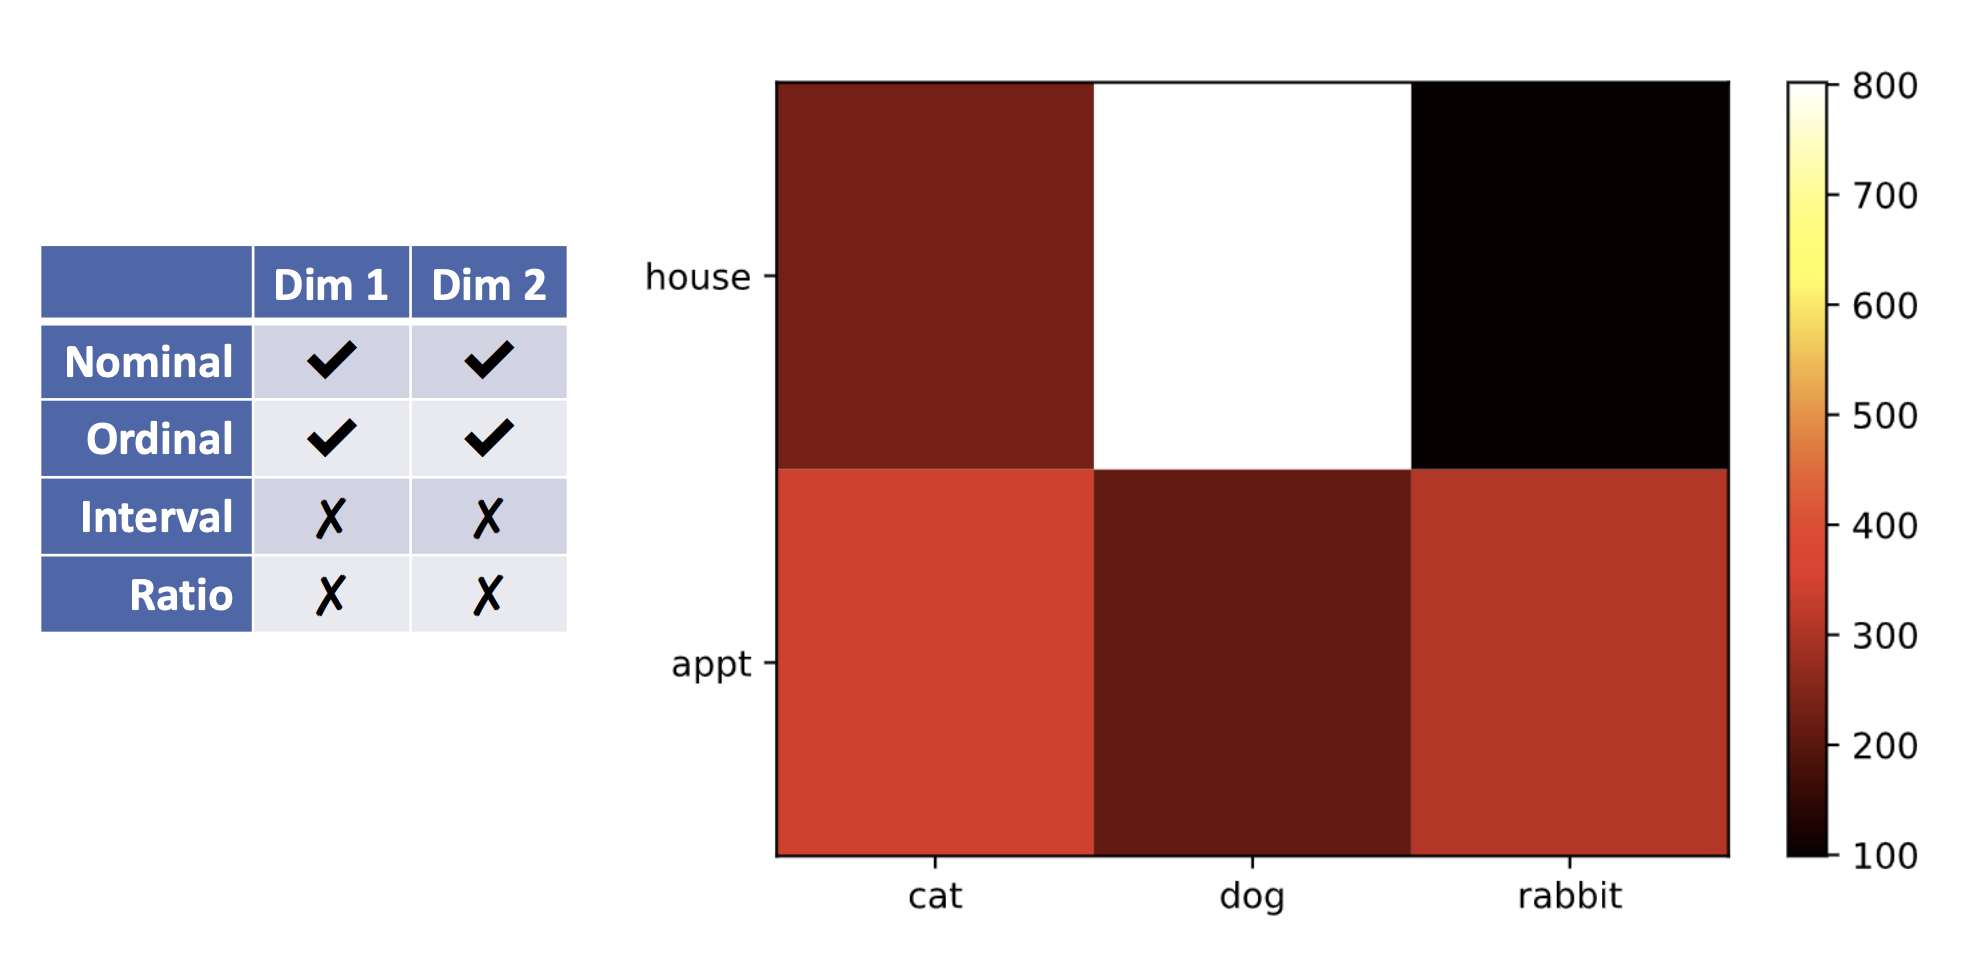 Dim 1 Dim 2
Nominal ✔ ✔
Ordinal ✔ ✔
Interval ✗ ✗
Ratio ✗ ✗
house
appt
cat dog rabbit
800
700
600
500
400
300
200
100